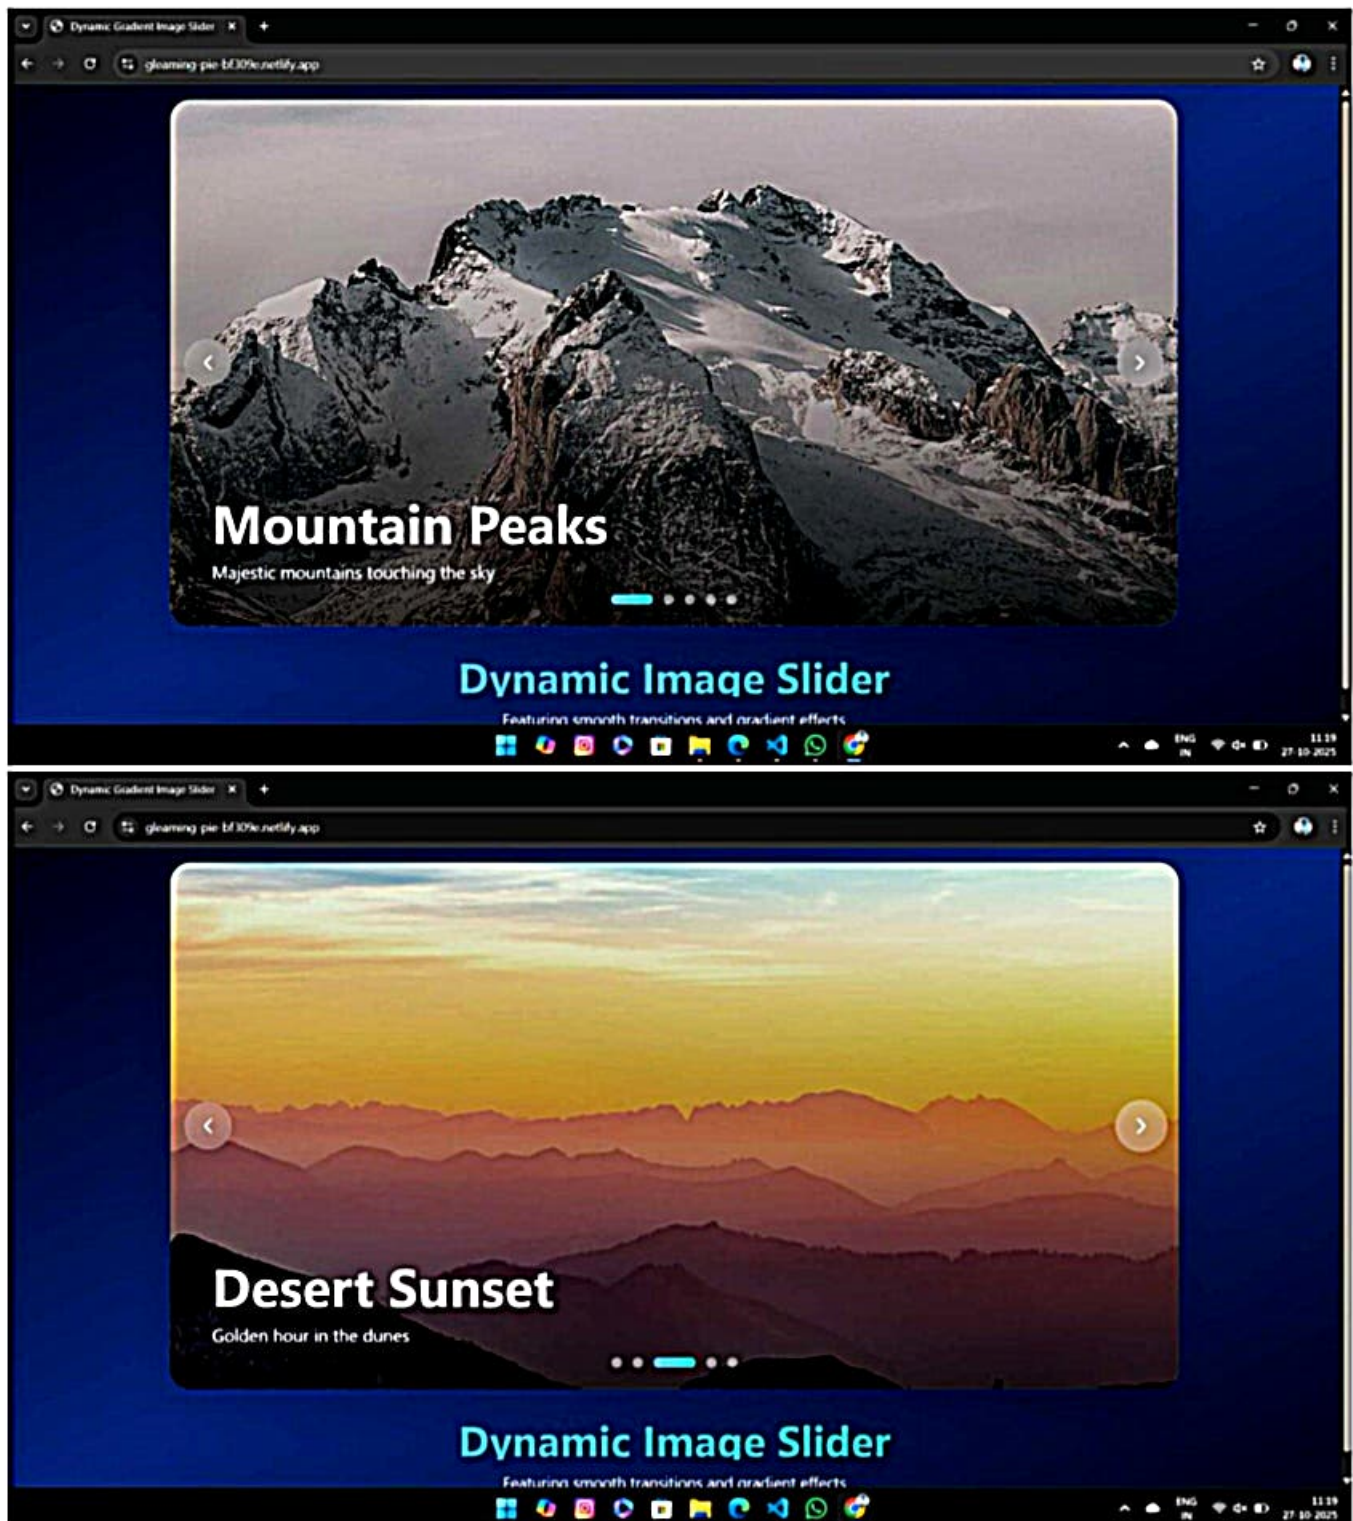 Dynamic Gradient Image Slider
gleaming-pie-bf309e.netlify.app
Mountain Peaks
Majestic mountains touching the sky
Dynamic Image Slider
Featuring smooth transitions and gradient effects
ENG
IN
11:19
27-10-2025
Dynamic Gradient Image Slider
gleaming-pie-bf309e.netlify.app
Desert Sunset
Golden hour in the dunes
Dynamic Image Slider
Featuring smooth transitions and gradient effects
ENG
IN
11:19
27-10-2025